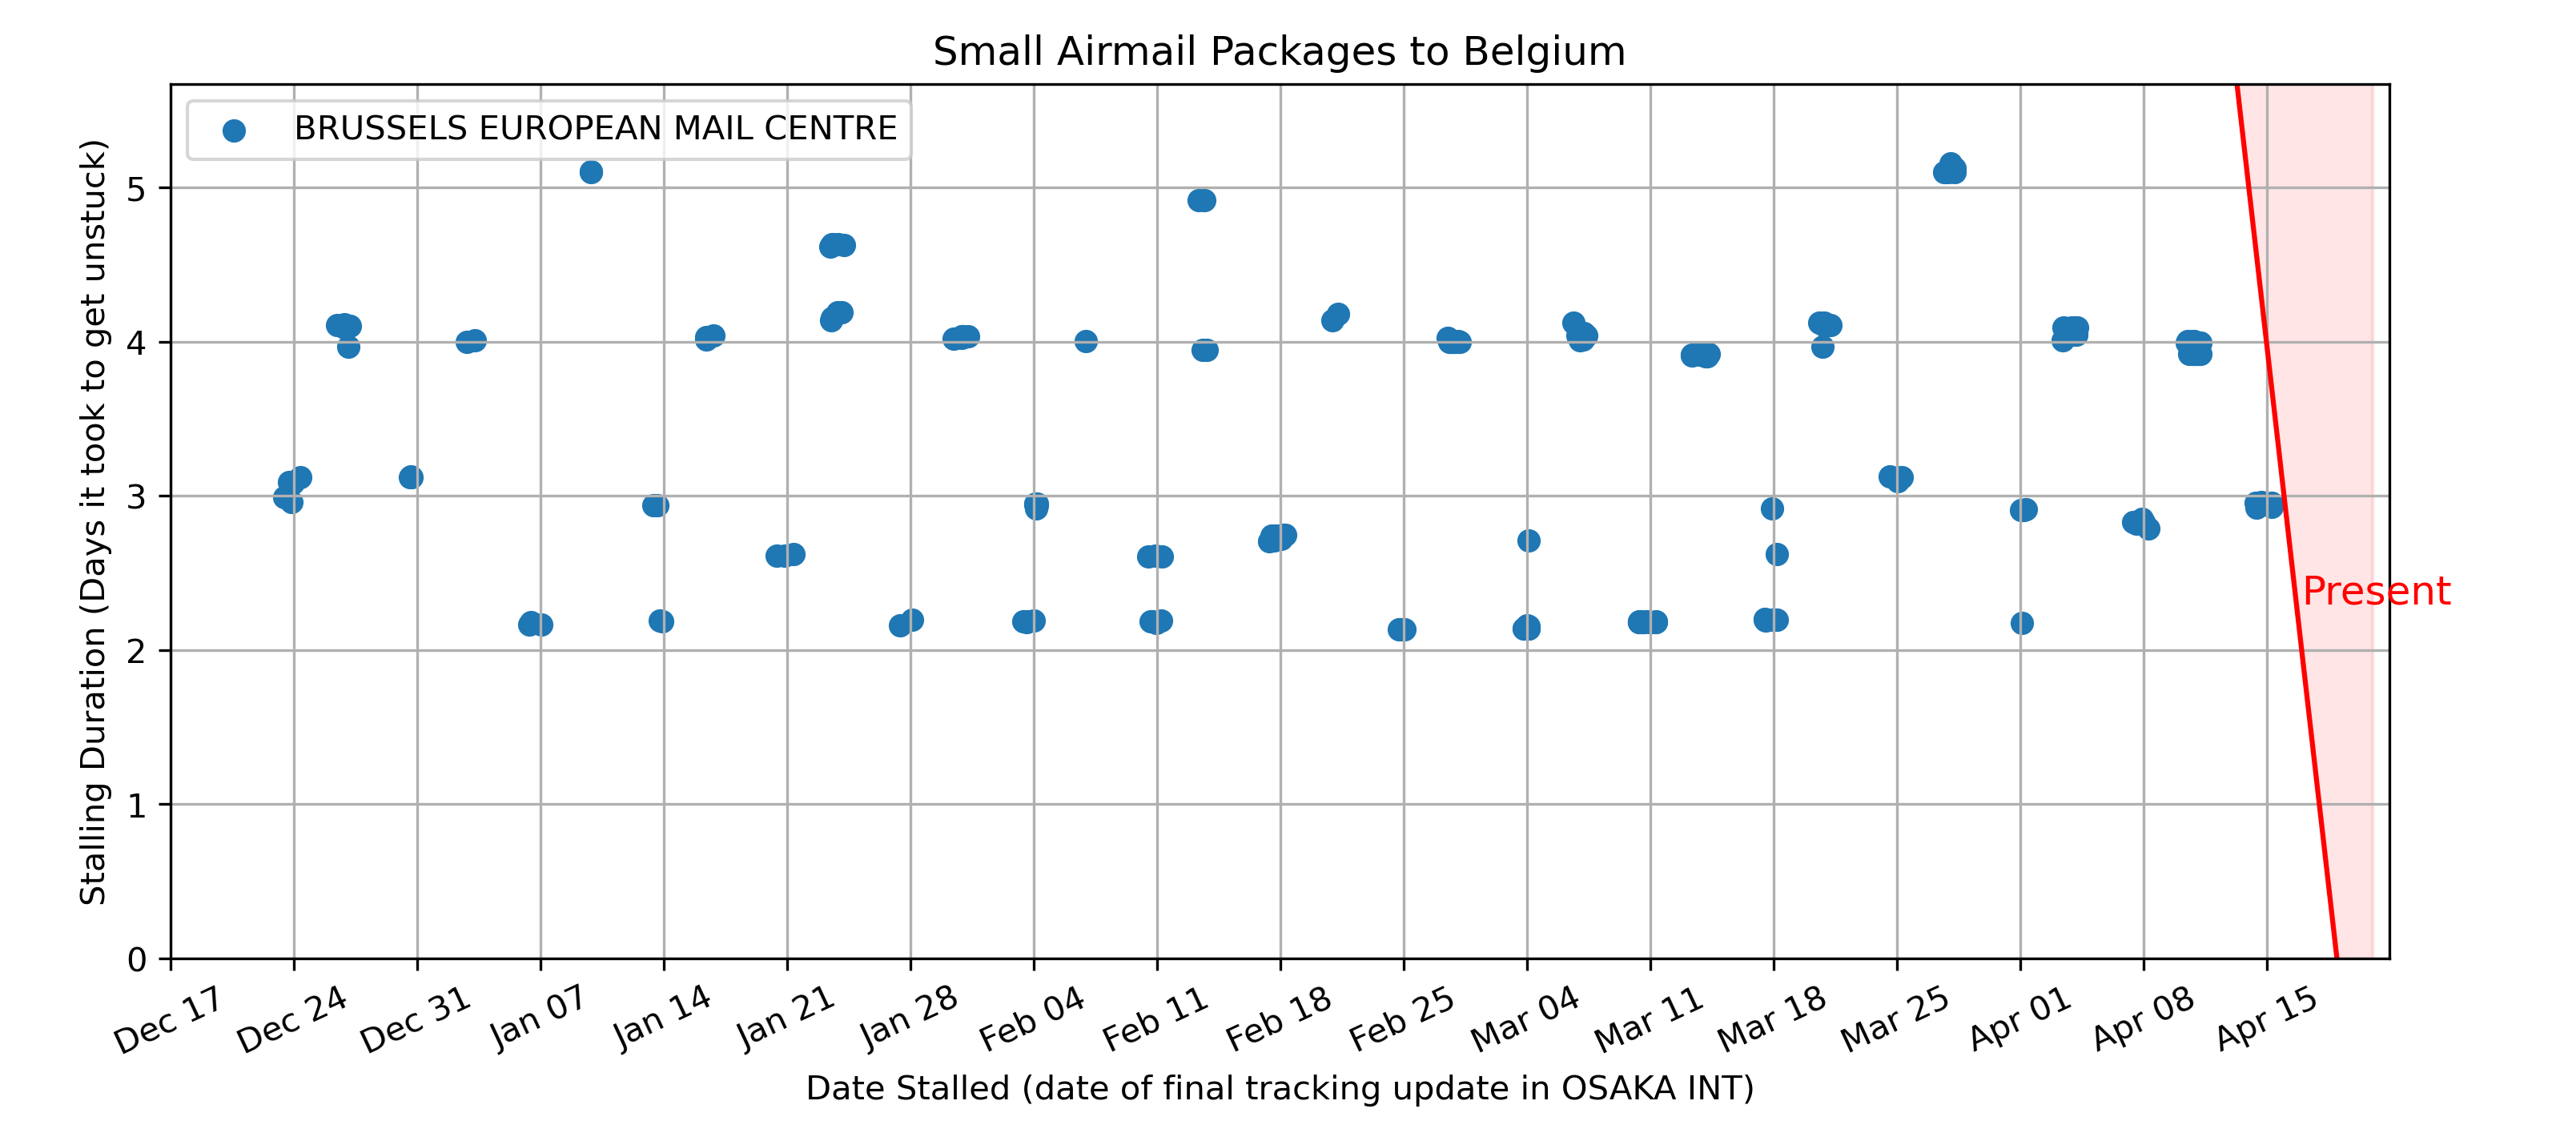 Small Airmail Packages to Belgium
BRUSSELS EUROPEAN MAIL CENTRE
Stalling Duration (Days it took to get unstuck)
5
4
3
2
1
0
Present
Dec 17
Dec 24
Dec 31
Jan 07
Jan 14
Jan 21
Jan 28
Feb 04
Feb 11
Feb 18
Feb 25
Mar 04
Mar 11
Mar 18
Mar 25
Apr 01
Apr 08
Apr 15
Date Stalled (date of final tracking update in OSAKA INT)